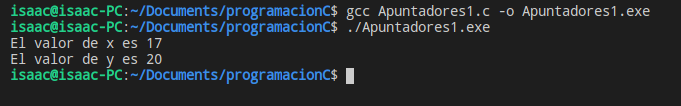 isaac@isaac-PC:~/Documents/programacionC$ gcc Apuntadores1.c -o Apuntadores1.exe
isaac@isaac-PC:~/Documents/programacionC$ ./Apuntadores1.exe
El valor de x es 17
El valor de y es 20
isaac@isaac-PC:~/Documents/programacionC$